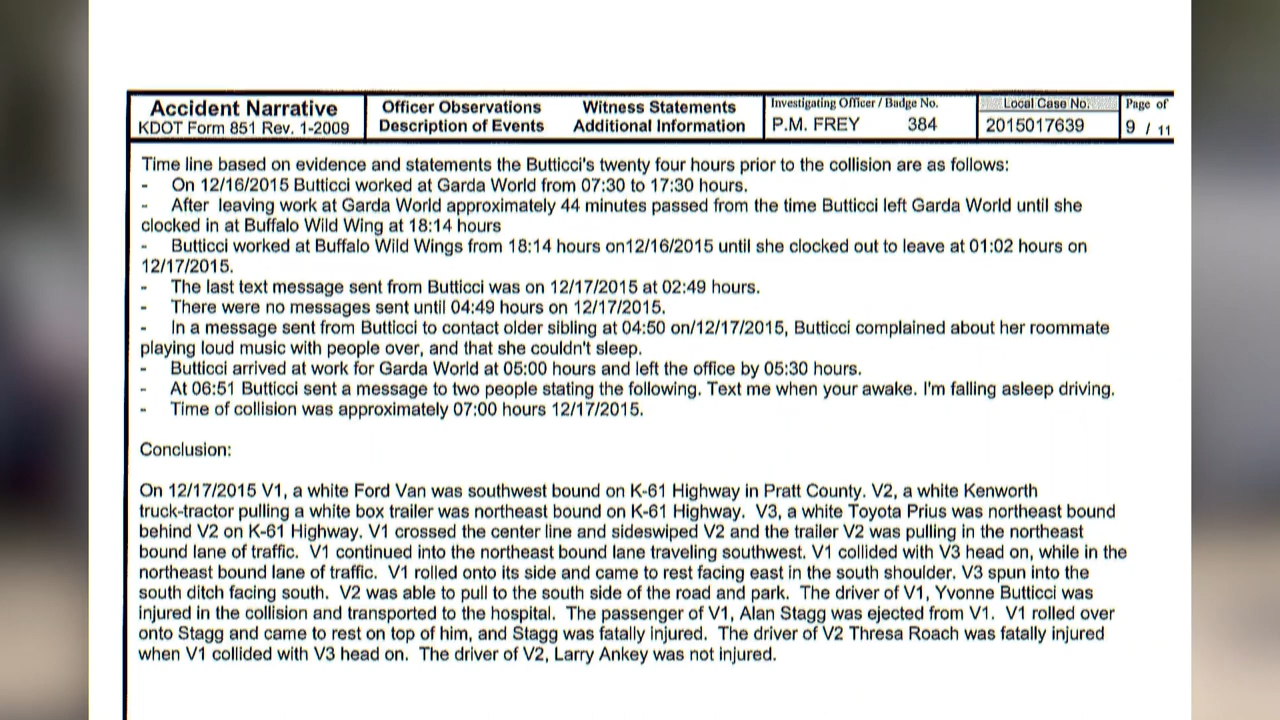 Accident Narrative
KDOT Form 851 Rev. 1-2009
Officer Observations Witness Statements
Description of Events Additional Information
Investigating Officer / Badge No.
P.M. FREY 384
Local Case No.
2015017639
Page of
9 / 11
Time line based on evidence and statements the Butticci's twenty four hours prior to the collision are as follows:
- On 12/16/2015 Butticci worked at Garda World from 07:30 to 17:30 hours.
- After leaving work at Garda World approximately 44 minutes passed from the time Butticci left Garda World until she
clocked in at Buffalo Wild Wing at 18:14 hours
- Butticci worked at Buffalo Wild Wings from 18:14 hours on12/16/2015 until she clocked out to leave at 01:02 hours on
12/17/2015.
- The last text message sent from Butticci was on 12/17/2015 at 02:49 hours.
- There were no messages sent until 04:49 hours on 12/17/2015.
- In a message sent from Butticci to contact older sibling at 04:50 on/12/17/2015, Butticci complained about her roommate
playing loud music with people over, and that she couldn't sleep.
- Butticci arrived at work for Garda World at 05:00 hours and left the office by 05:30 hours.
- At 06:51 Butticci sent a message to two people stating the following. Text me when your awake. I'm falling asleep driving.
- Time of collision was approximately 07:00 hours 12/17/2015.
Conclusion:
On 12/17/2015 V1, a white Ford Van was southwest bound on K-61 Highway in Pratt County. V2, a white Kenworth
truck-tractor pulling a white box trailer was northeast bound on K-61 Highway. V3, a white Toyota Prius was northeast bound
behind V2 on K-61 Highway. V1 crossed the center line and sideswiped V2 and the trailer V2 was pulling in the northeast
bound lane of traffic. V1 continued into the northeast bound lane traveling southwest. V1 collided with V3 head on, while in the
northeast bound lane of traffic. V1 rolled onto its side and came to rest facing east in the south shoulder. V3 spun into the
south ditch facing south. V2 was able to pull to the south side of the road and park. The driver of V1, Yvonne Butticci was
injured in the collision and transported to the hospital. The passenger of V1, Alan Stagg was ejected from V1. V1 rolled over
onto Stagg and came to rest on top of him, and Stagg was fatally injured. The driver of V2 Thresa Roach was fatally injured
when V1 collided with V3 head on. The driver of V2, Larry Ankey was not injured.